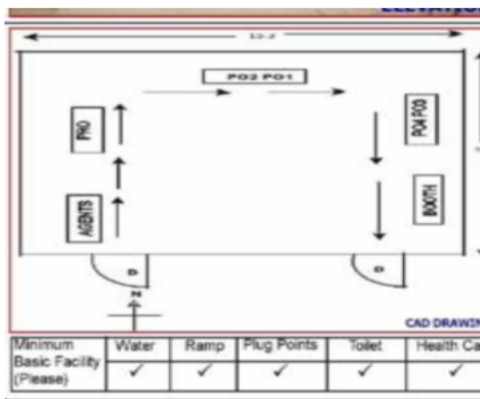 PO2 PO1
PRO
PO4 PO3
AGENTS
BOOTH
D
D
N
CAD DRAWIN
Minimum Basic Facility (Please)
Water
Ramp
Plug Points
Toilet
Health Ca
✓
✓
✓
✓
✓